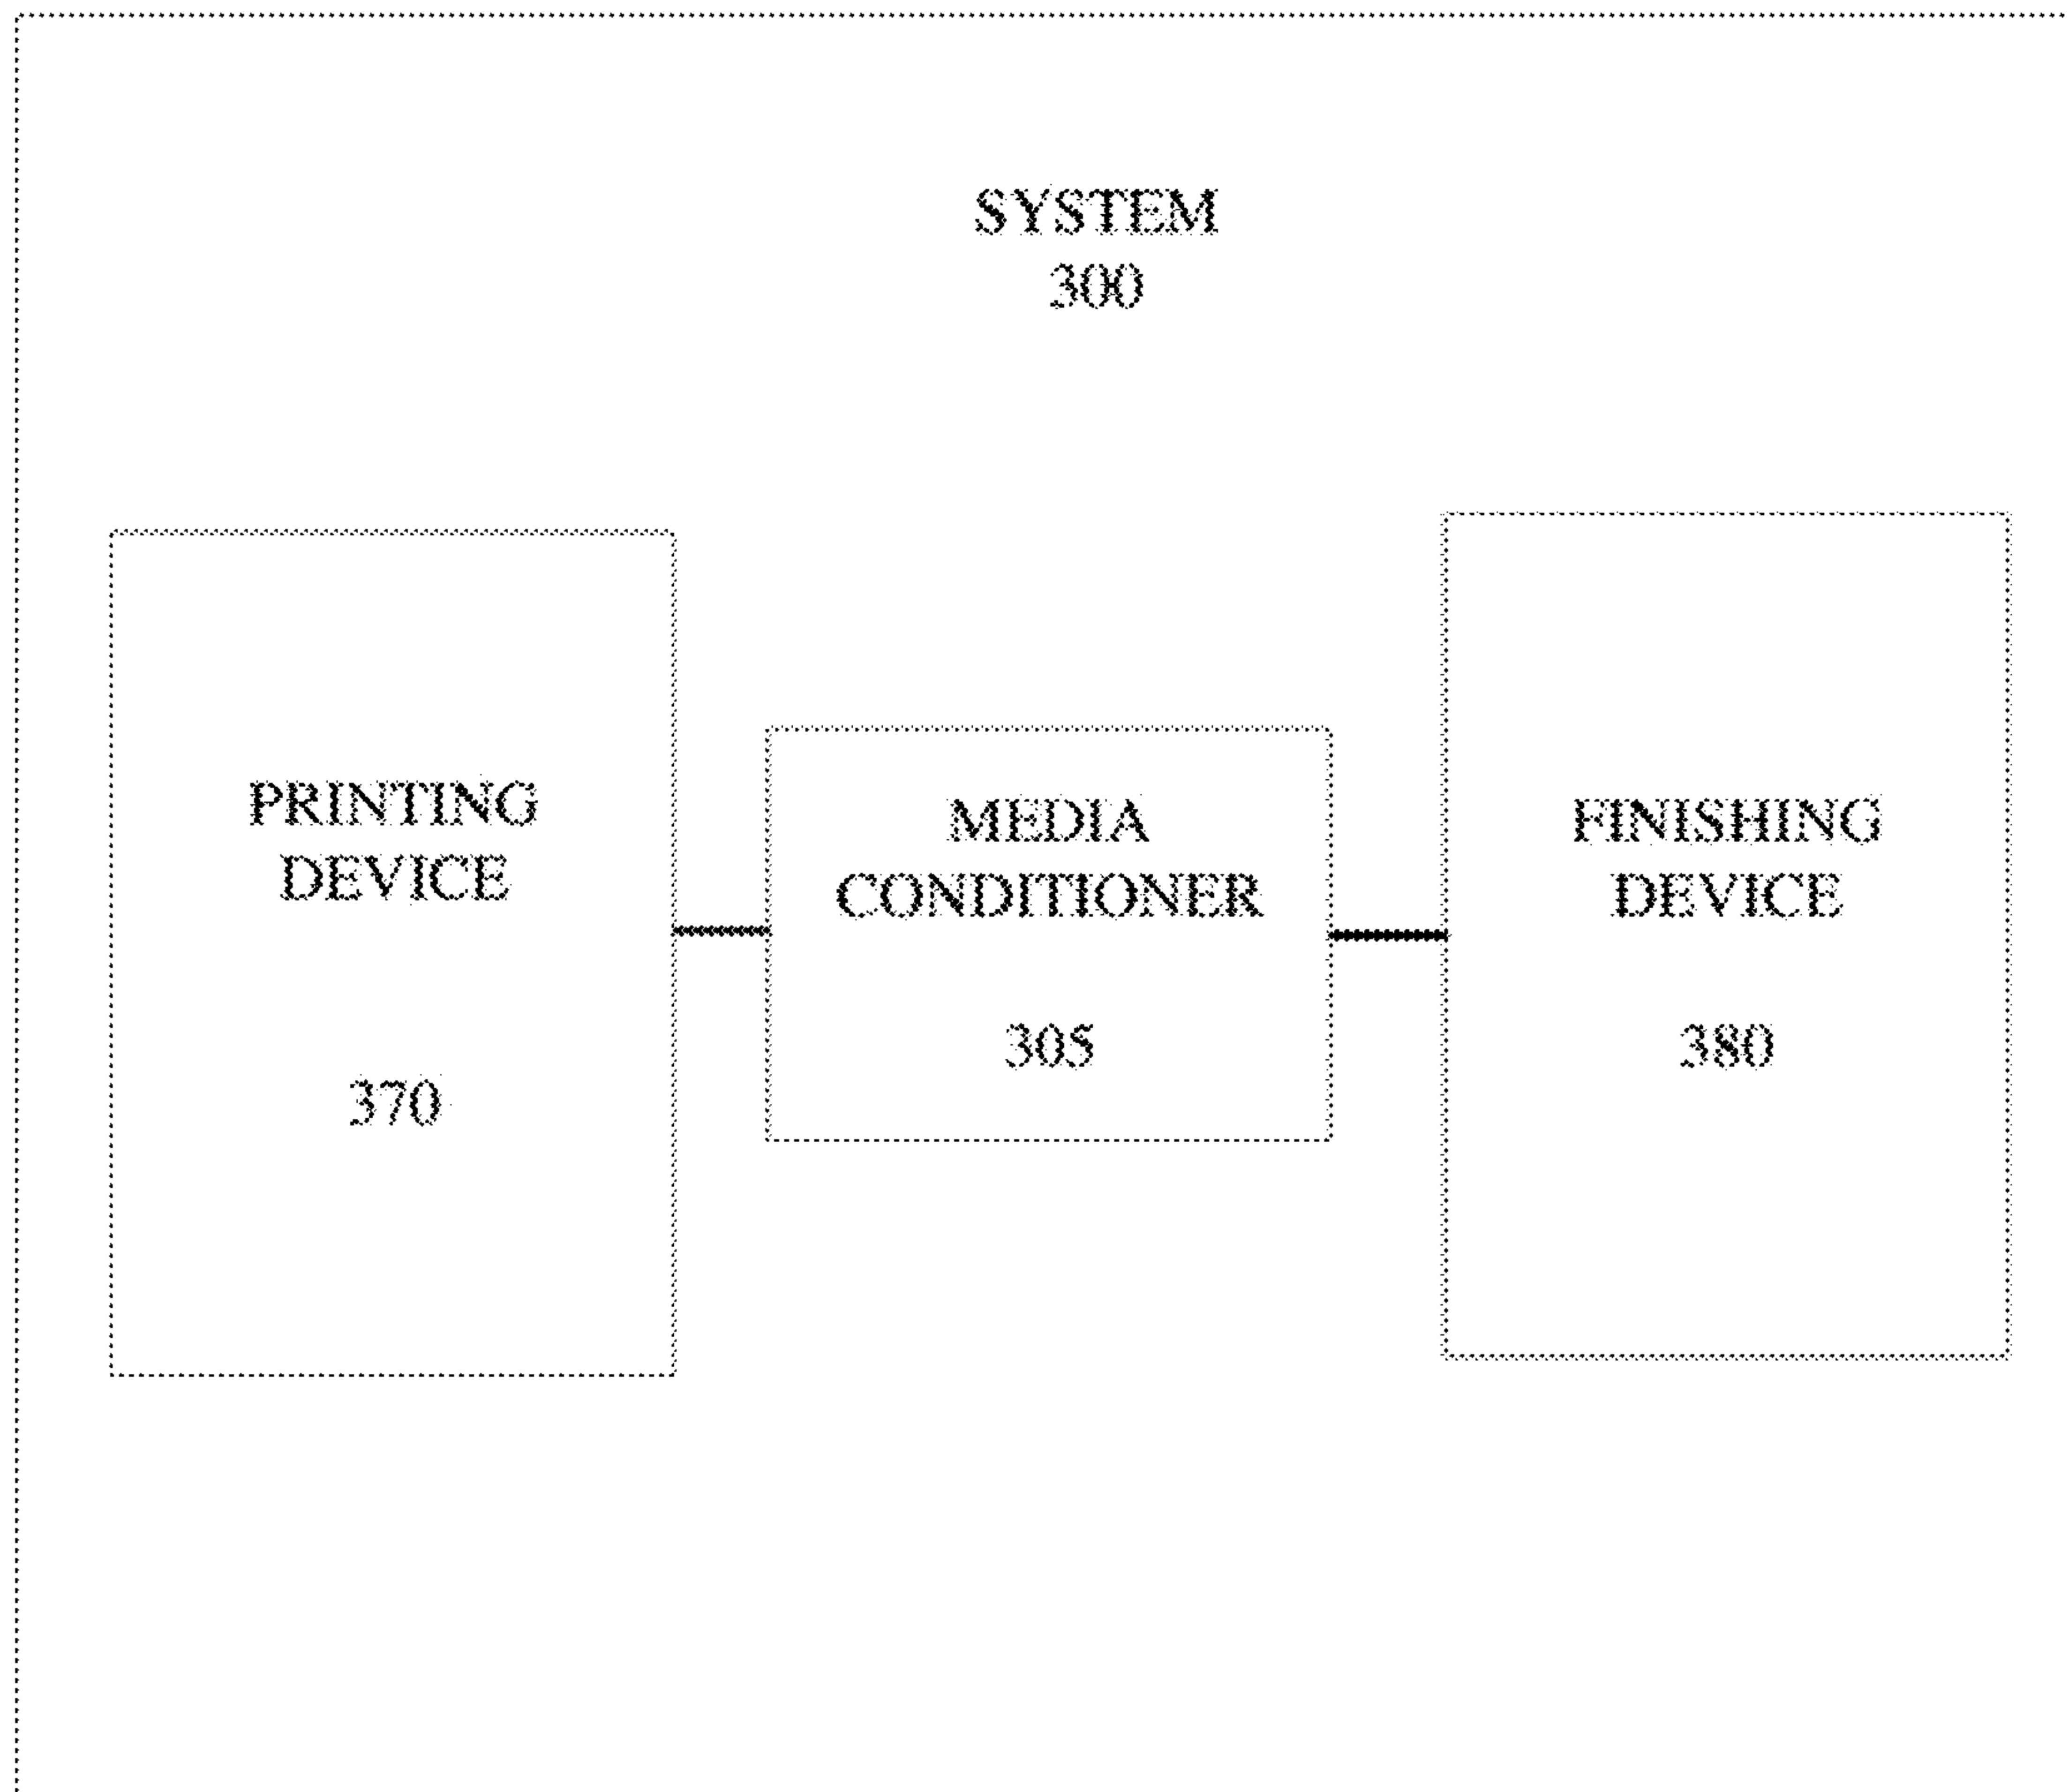 SYSTEM
300
PRINTING
DEVICE
370
MEDIA
CONDITIONER
305
FINISHING
DEVICE
380